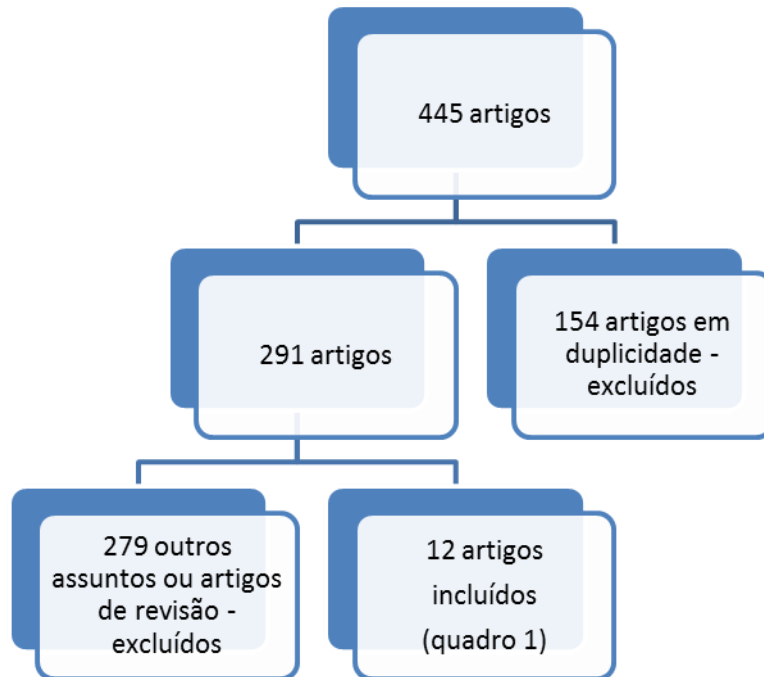 445 artigos
291 artigos
154 artigos em
duplicidade -
excluídos
279 outros
assuntos ou artigos
de revisão -
excluídos
12 artigos
incluídos
(quadro 1)